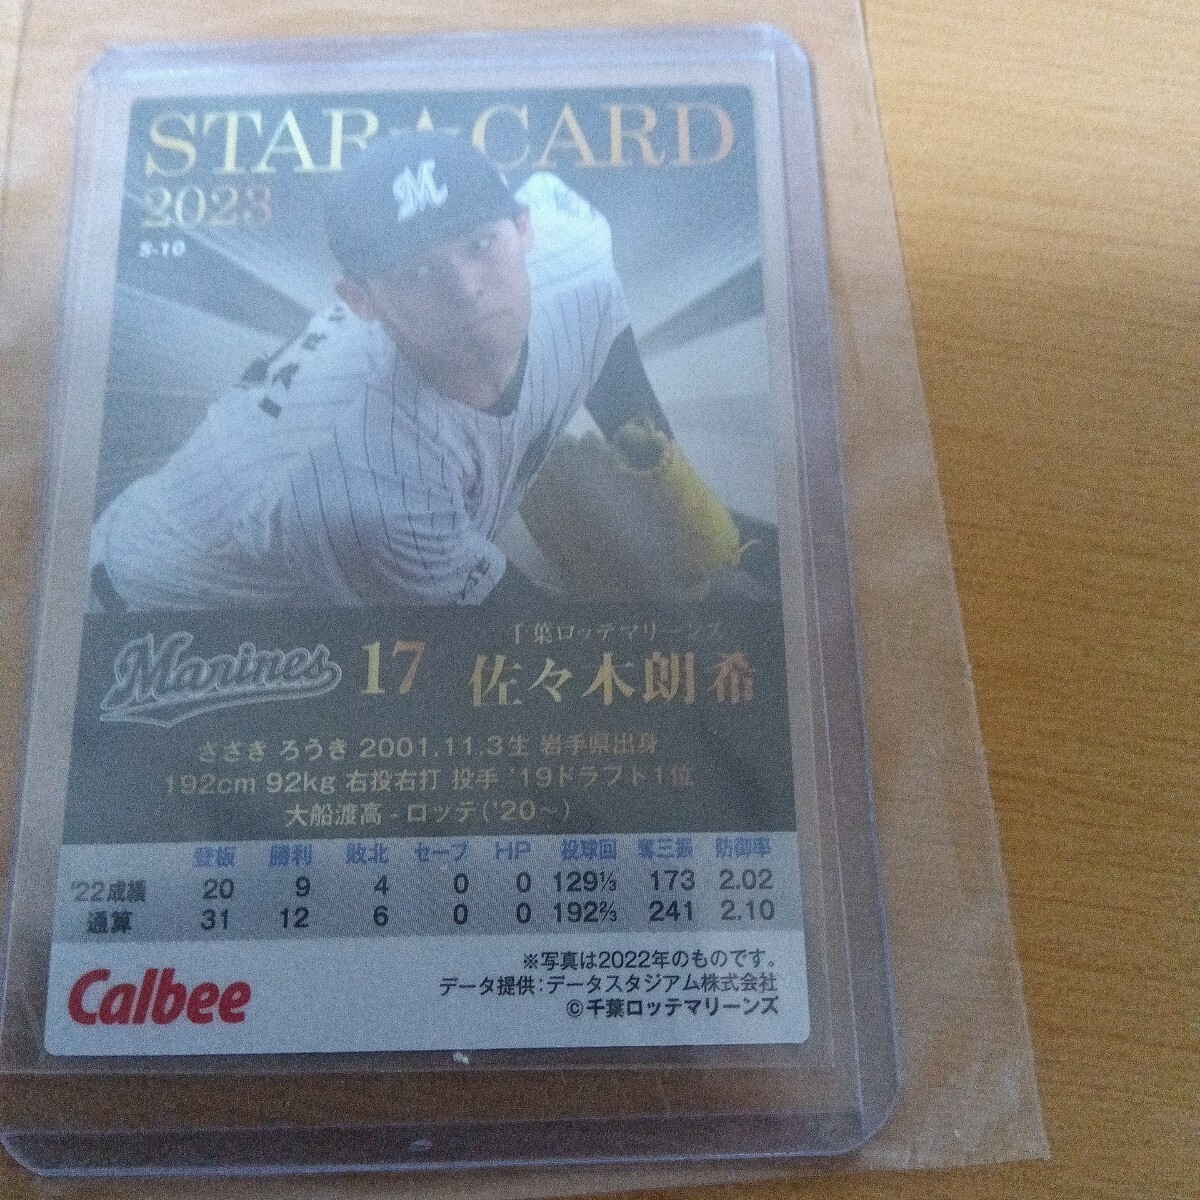 STAR★CARD
2023
S-10
M
Marines 17 千葉ロッテマリーンズ
佐々木朗希
ささき ろうき 2001.11.3生 岩手県出身
192cm 92kg 右投右打 投手 '19ドラフト1位
大船渡高 - ロッテ('20～)
登板 勝利 敗北 セーブ HP 投球回 奪三振 防御率
'22成績 20 9 4 0 0 129⅓ 173 2.02
通算 31 12 6 0 0 192⅔ 241 2.10
Calbee
※写真は2022年のものです。
データ提供:データスタジアム株式会社
©千葉ロッテマリーンズ